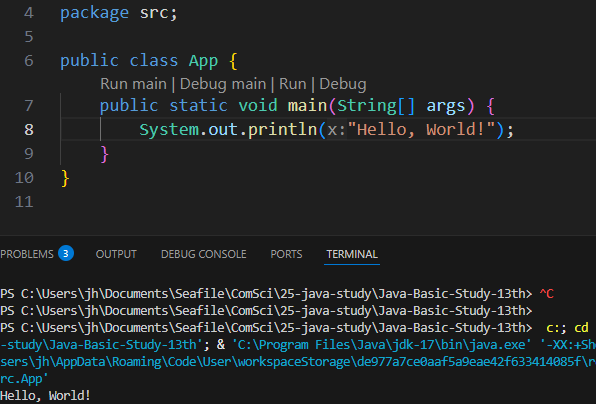 4 package src;
5
6 public class App {
Run main | Debug main | Run | Debug
7 public static void main(String[] args) {
8 System.out.println(x:"Hello, World!");
9 }
10 }
11
PROBLEMS 3 OUTPUT DEBUG CONSOLE PORTS TERMINAL
PS C:\Users\jh\Documents\Seafile\ComSci\25-java-study\Java-Basic-Study-13th> ^C
PS C:\Users\jh\Documents\Seafile\ComSci\25-java-study\Java-Basic-Study-13th>
PS C:\Users\jh\Documents\Seafile\ComSci\25-java-study\Java-Basic-Study-13th> c:; cd
-study\Java-Basic-Study-13th'; & 'C:\Program Files\Java\jdk-17\bin\java.exe' '-XX:+Sh
sers\jh\AppData\Roaming\Code\User\workspaceStorage\de977a7ce0aaf5a9eae42f633414085f\r
rc.App'
Hello, World!